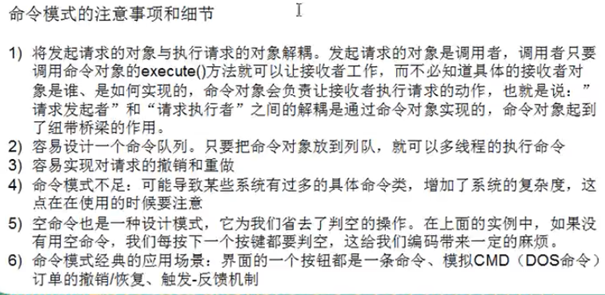 命令模式的注意事项和细节
1) 将发起请求的对象与执行请求的对象解耦。发起请求的对象是调用者，调用者只要
调用命令对象的execute()方法就可以让接收者工作，而不必知道具体的接收者对
象是谁、是如何实现的，命令对象会负责让接收者执行请求的动作，也就是说：”
请求发起者”和“请求执行者”之间的解耦是通过命令对象实现的，命令对象起到
了纽带桥梁的作用。
2) 容易设计一个命令队列。只要把命令对象放到列队，就可以多线程的执行命令
3) 容易实现对请求的撤销和重做
4) 命令模式不足：可能导致某些系统有过多的具体命令类，增加了系统的复杂度，这
点在在使用的时候要注意
5) 空命令也是一种设计模式，它为我们省去了判空的操作。在上面的实例中，如果没
有用空命令，我们每按下一个按键都要判空，这给我们编码带来一定的麻烦。
6) 命令模式经典的应用场景：界面的一个按钮都是一条命令、模拟CMD（DOS命令）
订单的撤销/恢复、触发-反馈机制